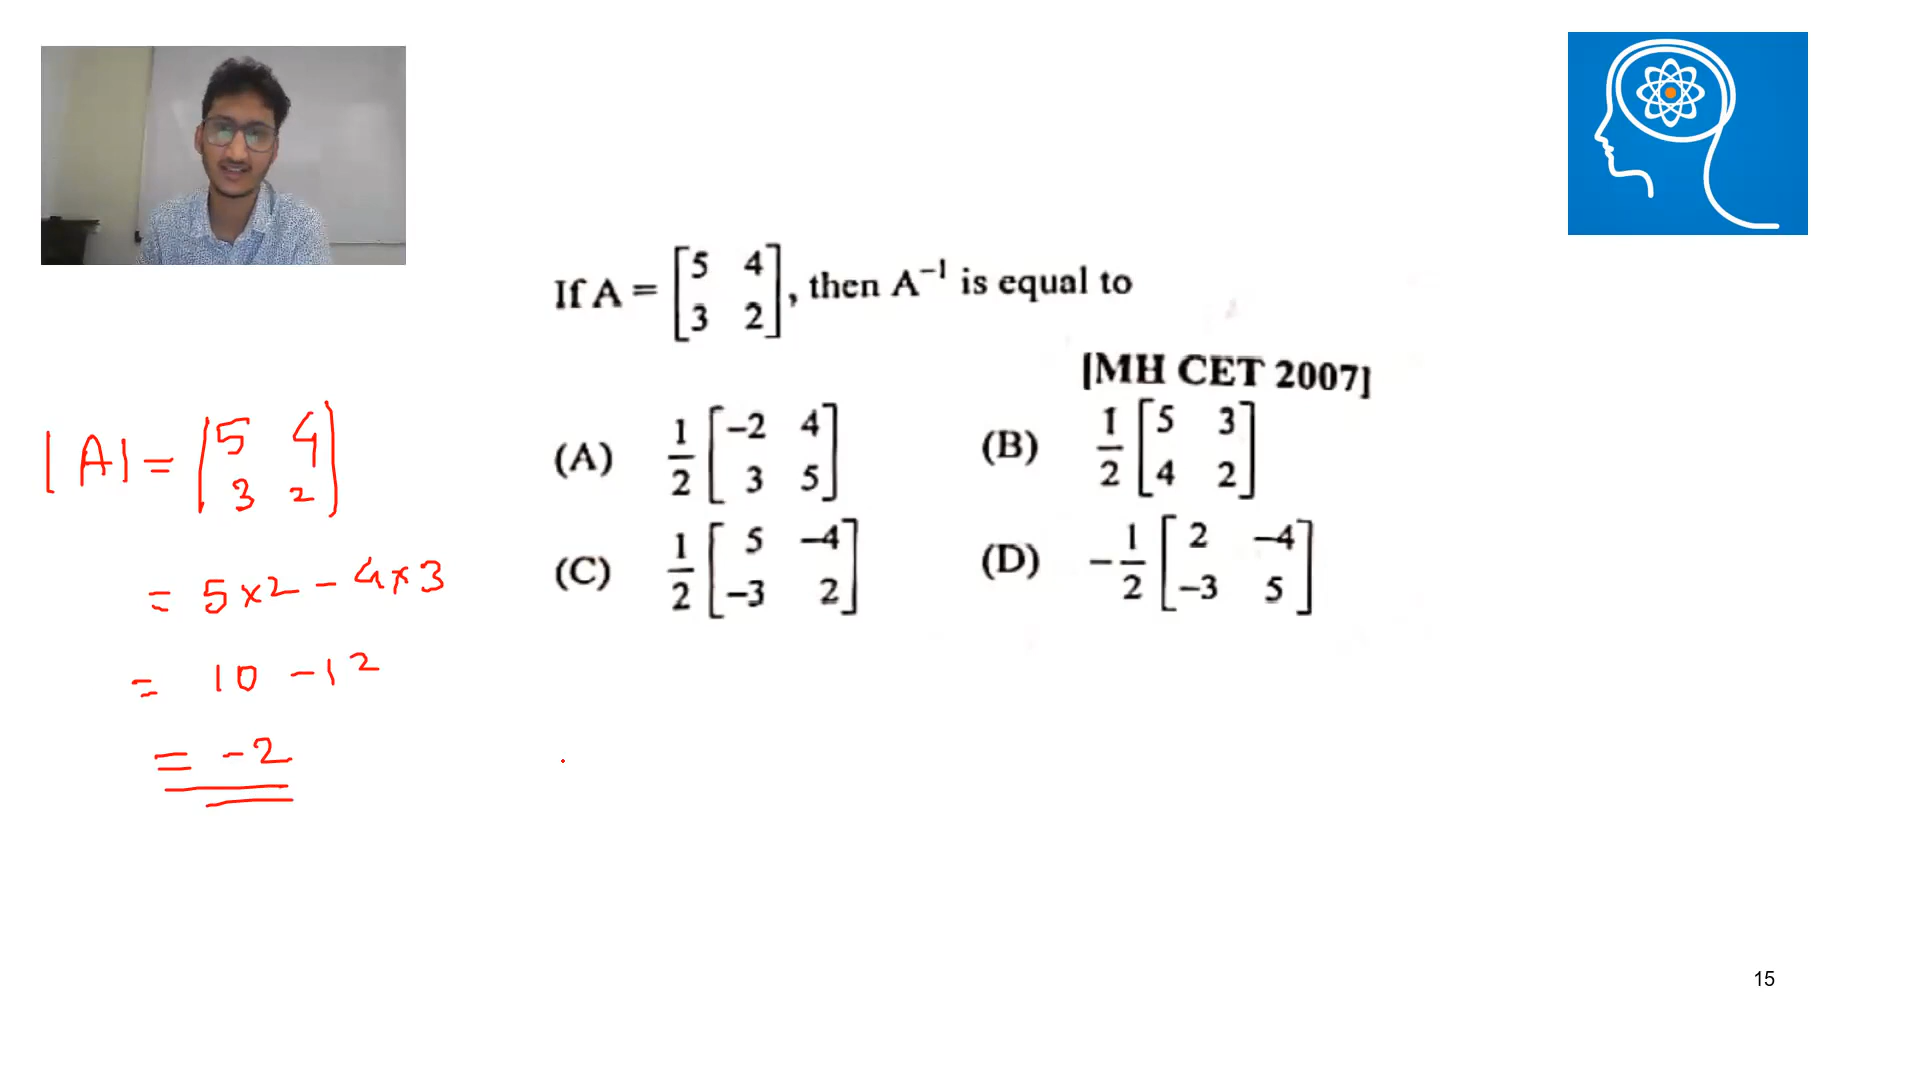 If A = [5 4
3 2], then A⁻¹ is equal to
[MH CET 2007]
(A) 1/2 [−2 4
3 5]
(B) 1/2 [5 3
4 2]
(C) 1/2 [5 −4
−3 2]
(D) −1/2 [2 −4
−3 5]
|A| = |5 4
3 2|
= 5×2 − 4×3
= 10 − 12
= −2
15